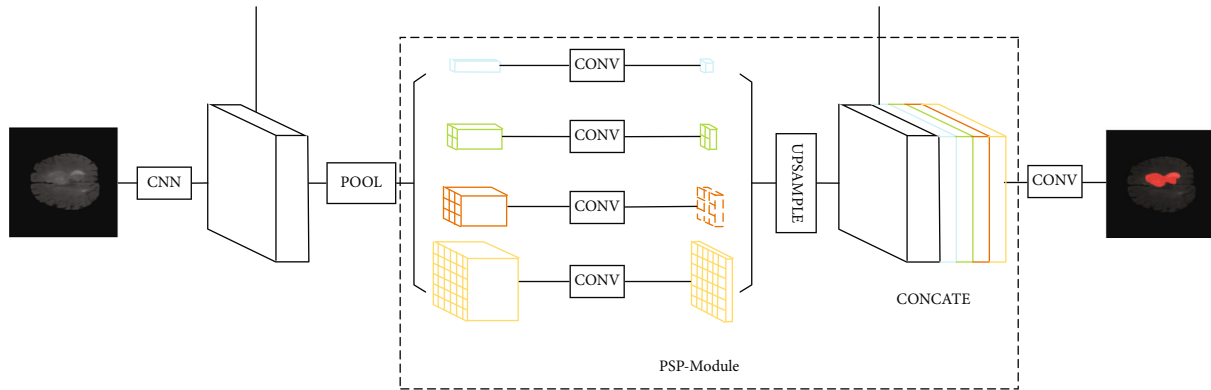 CNN
POOL
CONV
CONV
CONV
CONV
UPSAMPLE
CONCATE
CONV
PSP-Module